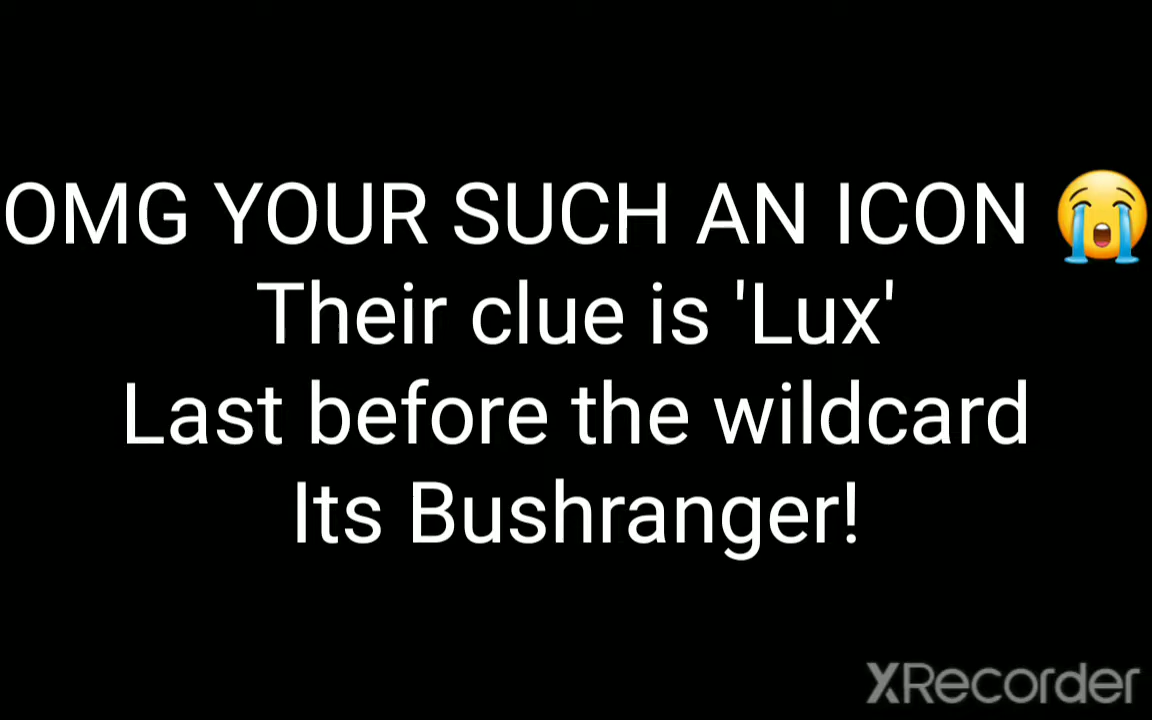 OMG YOUR SUCH AN ICON 😭
Their clue is 'Lux'
Last before the wildcard
Its Bushranger!
XRecorder